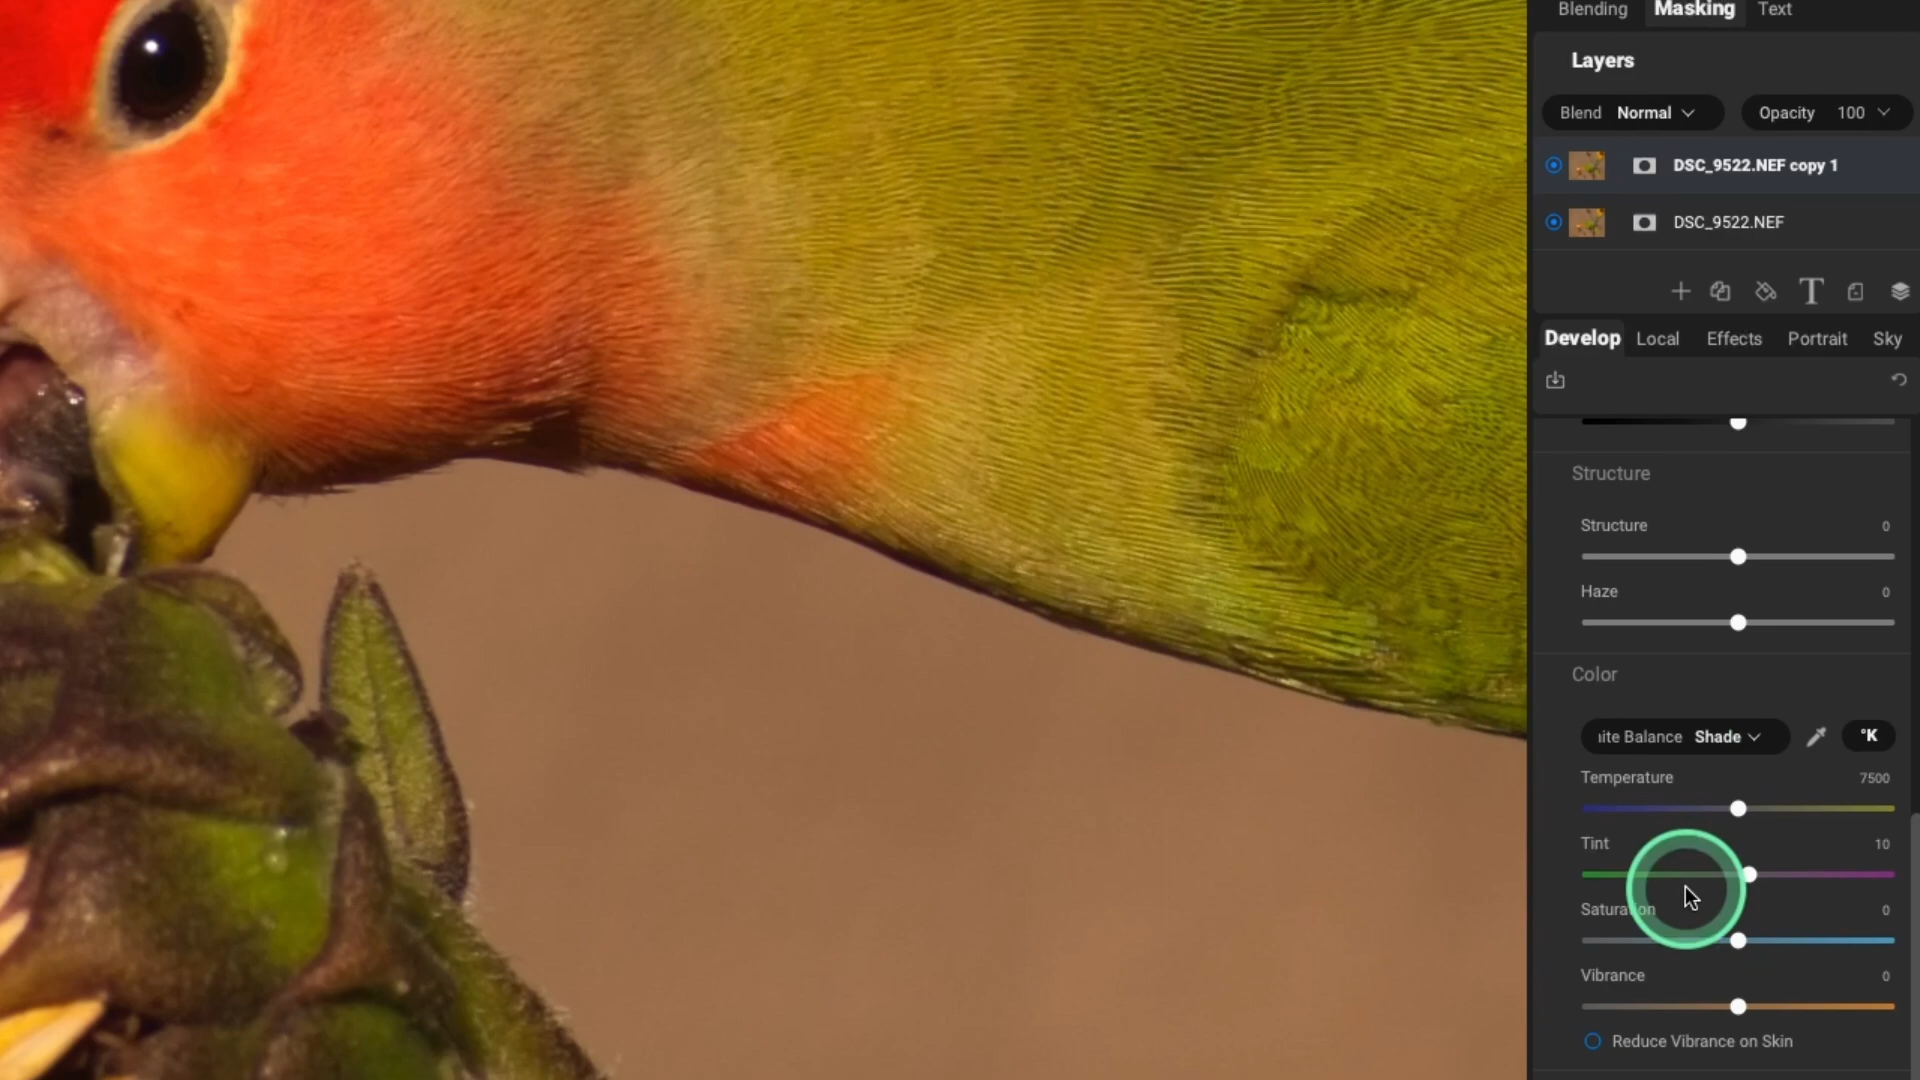 Blending Masking Text
Layers
Blend Normal Opacity 100
DSC_9522.NEF copy 1
DSC_9522.NEF
Develop Local Effects Portrait Sky
Structure
Structure 0
Haze 0
Color
ite Balance Shade °K
Temperature 7500
Tint 10
Saturation 0
Vibrance 0
Reduce Vibrance on Skin